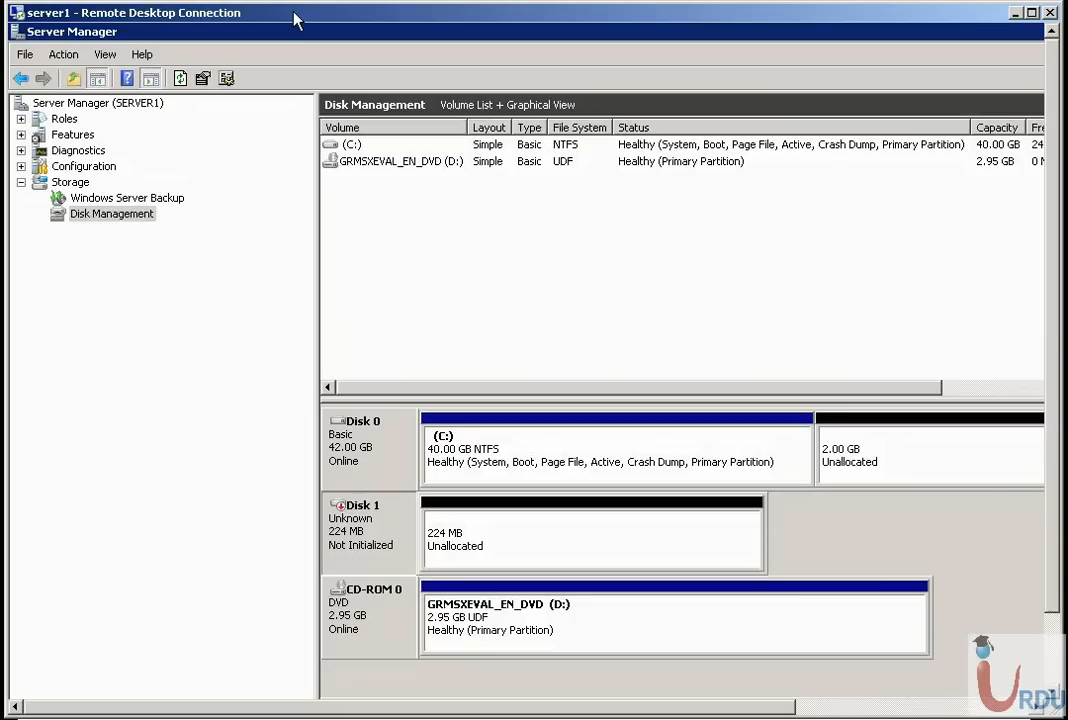 server1 - Remote Desktop Connection
Server Manager
File Action View Help
Server Manager (SERVER1)
Roles
Features
Diagnostics
Configuration
Storage
Windows Server Backup
Disk Management
Disk Management Volume List + Graphical View
Volume Layout Type File System Status Capacity Fre
(C:) Simple Basic NTFS Healthy (System, Boot, Page File, Active, Crash Dump, Primary Partition) 40.00 GB 24
GRMSXEVAL_EN_DVD (D:) Simple Basic UDF Healthy (Primary Partition) 2.95 GB 0 M
Disk 0
Basic
42.00 GB
Online
(C:)
40.00 GB NTFS
Healthy (System, Boot, Page File, Active, Crash Dump, Primary Partition)
2.00 GB
Unallocated
Disk 1
Unknown
224 MB
Not Initialized
224 MB
Unallocated
CD-ROM 0
DVD
2.95 GB
Online
GRMSXEVAL_EN_DVD (D:)
2.95 GB UDF
Healthy (Primary Partition)
URDU